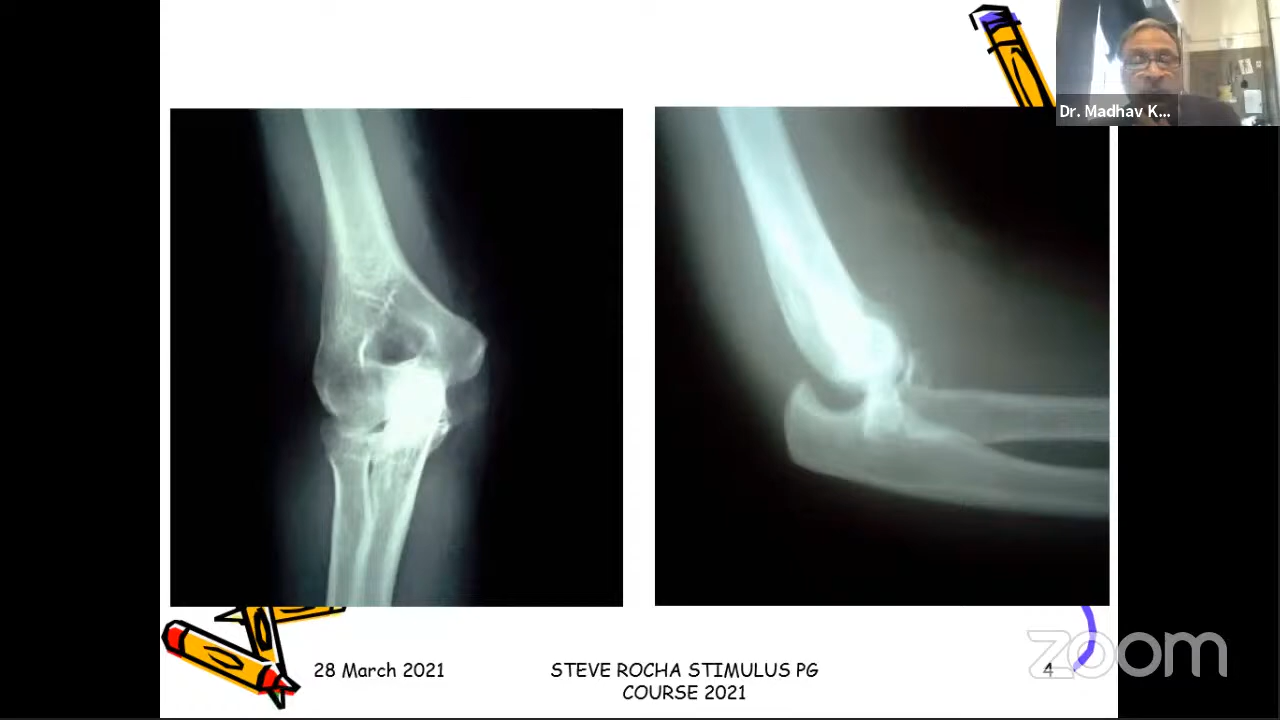 Dr. Madhav K...
28 March 2021
STEVE ROCHA STIMULUS PG
COURSE 2021
4
zoom